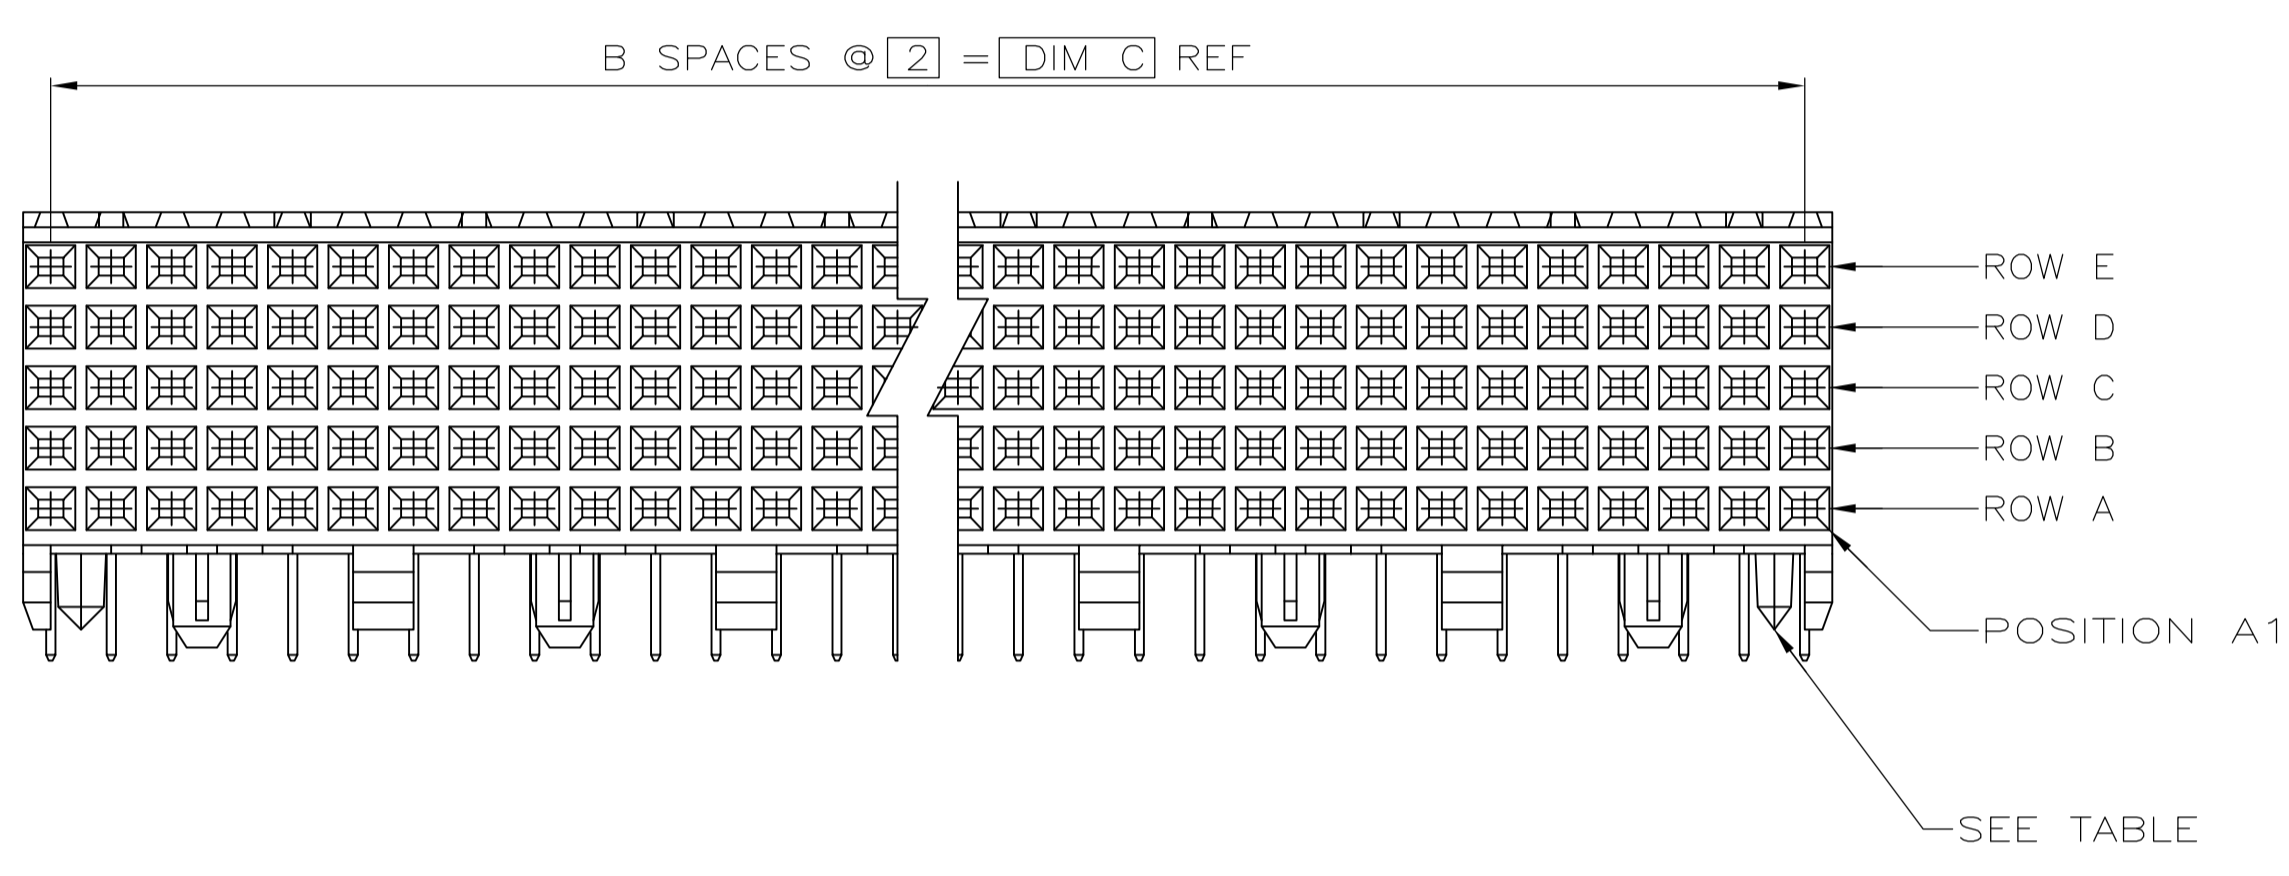 B SPACES @ 2 = DIM C REF
ROW E
ROW D
ROW C
ROW B
ROW A
POSITION A1
SEE TABLE